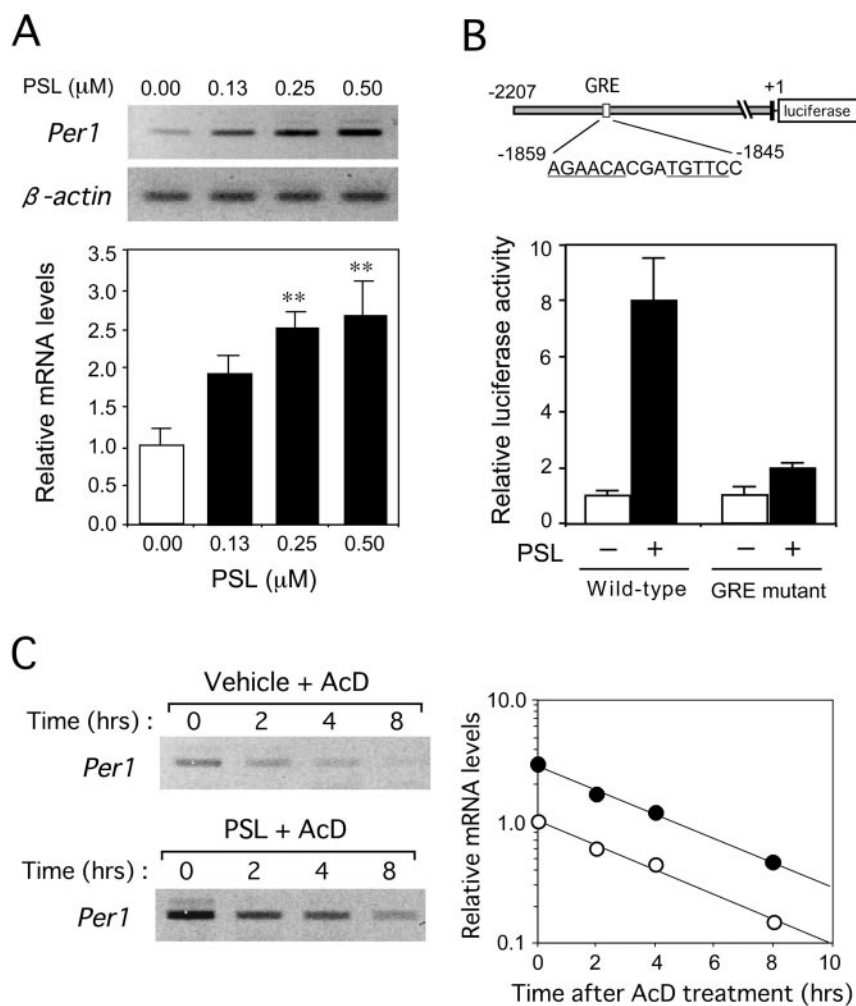 A
PSL (μM) 0.00 0.13 0.25 0.50
Per1
β-actin
Relative mRNA levels
3.5
3.0
2.5
2.0
1.5
1.0
0.5
0.0
** **
0.00 0.13 0.25 0.50
PSL (μM)
B
-2207 GRE +1
luciferase
-1859 -1845
AGAACACGATGTTCC
Relative luciferase activity
10
8
6
4
2
0
PSL − + − +
Wild-type GRE mutant
C
Vehicle + AcD
Time (hrs) : 0 2 4 8
Per1
PSL + AcD
Time (hrs) : 0 2 4 8
Per1
Relative mRNA levels
10.0
1.0
0.1
0 2 4 6 8 10
Time after AcD treatment (hrs)